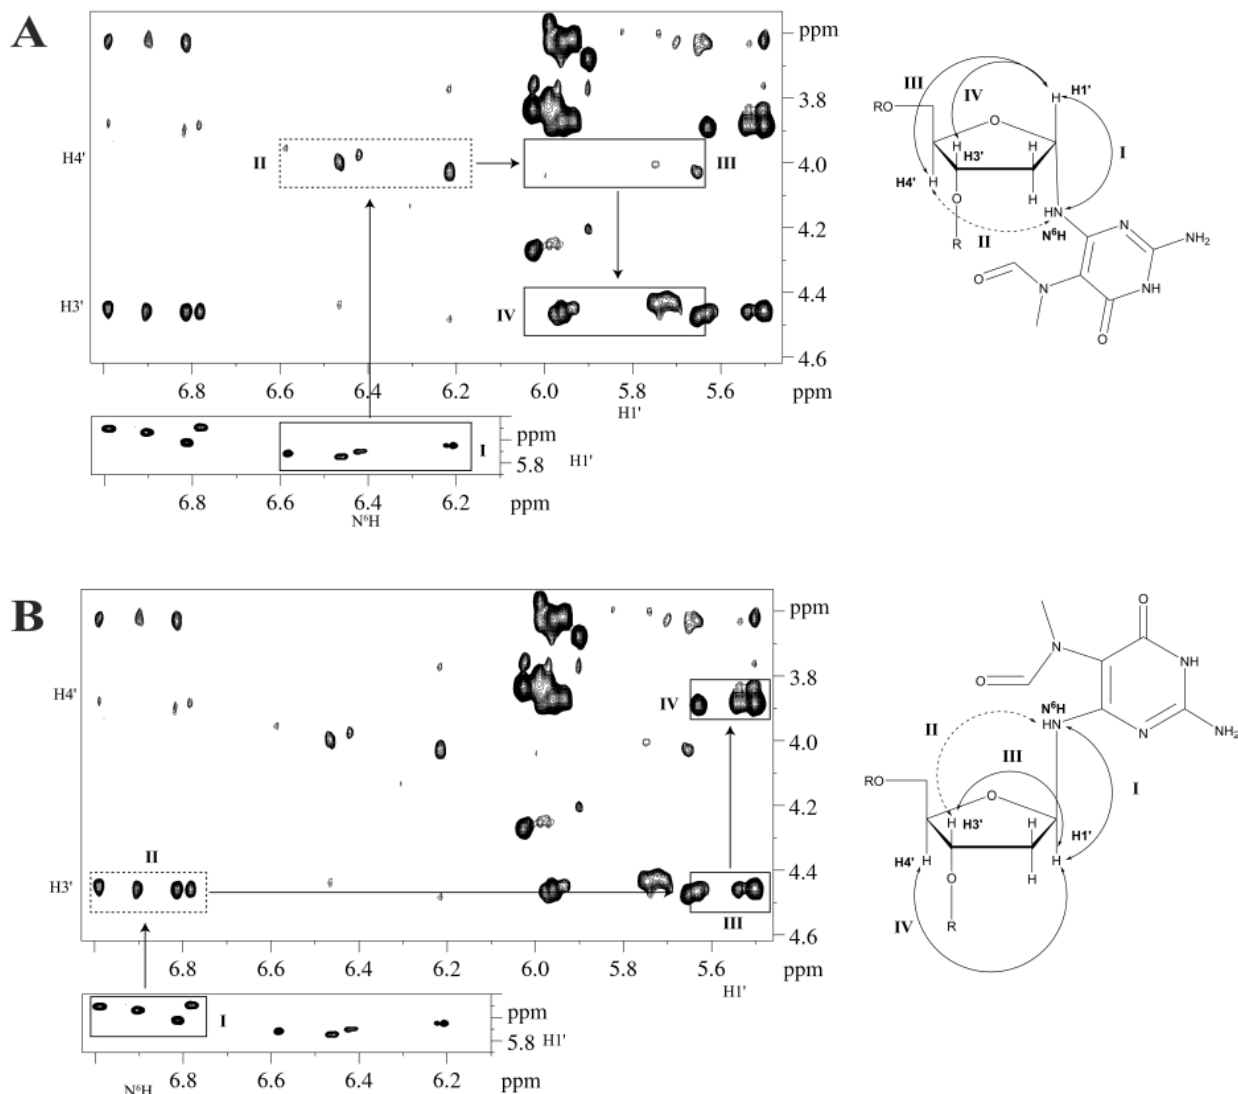 A
ppm
3.8
H4'
II
III
4.0
4.2
H3'
IV
4.4
4.6
6.8 6.6 6.4 6.2 6.0 5.8 5.6 ppm
H1'
I
ppm
5.8 H1'
6.8 6.6 6.4 6.2 ppm
N⁶H
III
IV
H
H1'
RO
O
H
H3'
H
I
H4'
H
O
H
HN
N⁶H
R
II
N
NH₂
O
N
NH
O
B
ppm
3.8
H4'
IV
4.0
4.2
II
H3'
4.4
III
4.6
6.8 6.6 6.4 6.2 6.0 5.8 5.6 ppm
H1'
I
ppm
5.8 H1'
6.8 6.6 6.4 6.2 ppm
N⁶H
O
N
NH
O
N⁶H
HN
N
NH₂
II
III
I
RO
O
H
H3'
H
H1'
H4'
H
O
H
H
IV
R